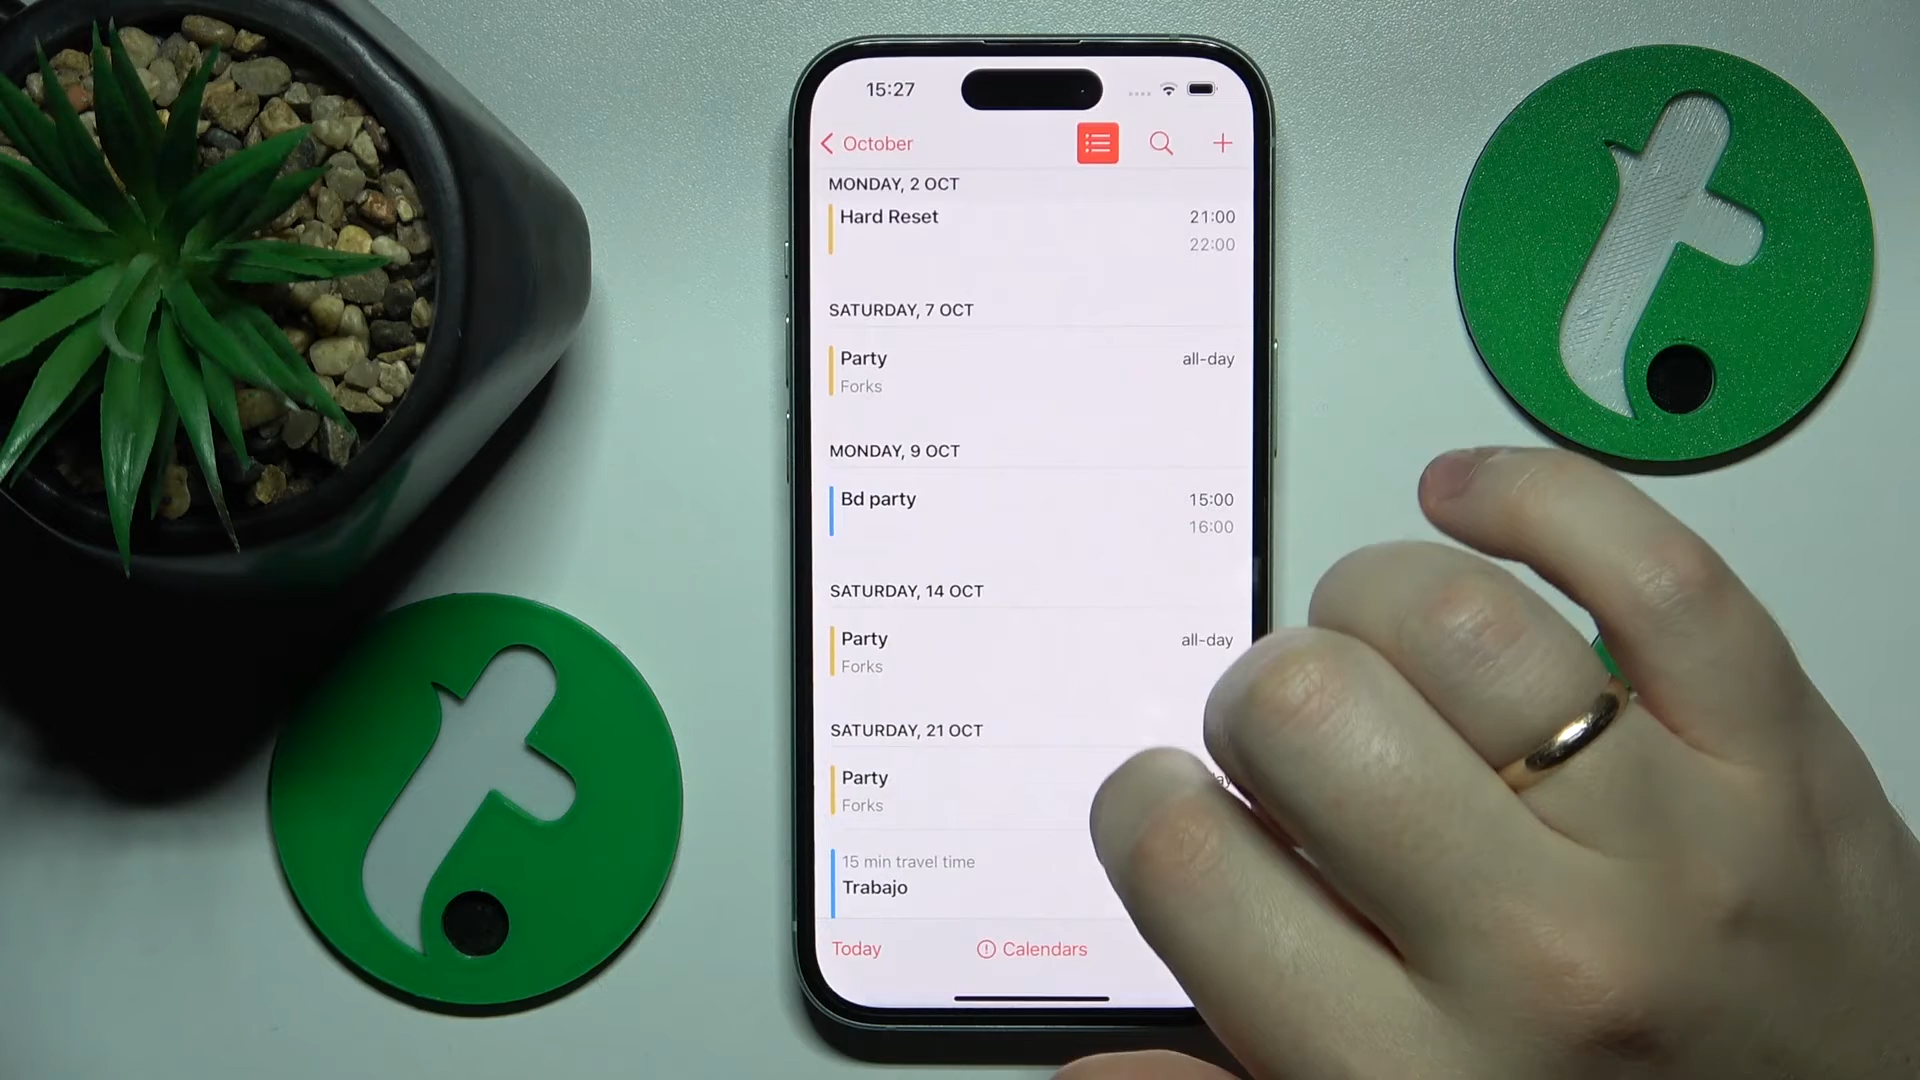 15:27
October
MONDAY, 2 OCT
Hard Reset 21:00
22:00
SATURDAY, 7 OCT
Party all-day
Forks
MONDAY, 9 OCT
Bd party 15:00
16:00
SATURDAY, 14 OCT
Party all-day
Forks
SATURDAY, 21 OCT
Party
Forks
15 min travel time
Trabajo
Today Calendars